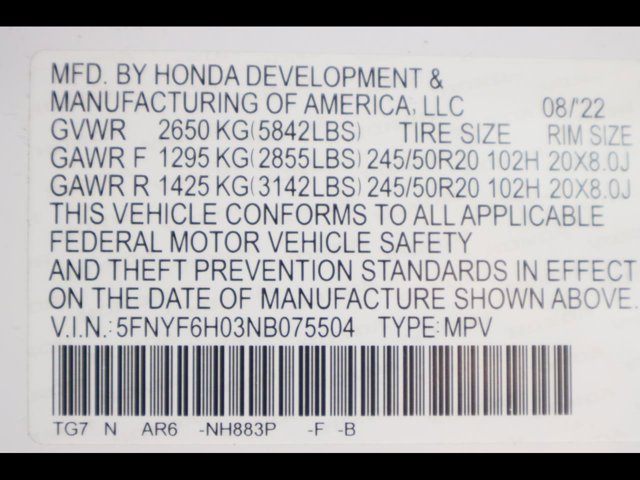 MFD. BY HONDA DEVELOPMENT &
MANUFACTURING OF AMERICA, LLC 08/'22
GVWR 2650 KG(5842LBS) TIRE SIZE RIM SIZE
GAWR F 1295 KG(2855LBS) 245/50R20 102H 20X8.0J
GAWR R 1425 KG(3142LBS) 245/50R20 102H 20X8.0J
THIS VEHICLE CONFORMS TO ALL APPLICABLE
FEDERAL MOTOR VEHICLE SAFETY
AND THEFT PREVENTION STANDARDS IN EFFECT
ON THE DATE OF MANUFACTURE SHOWN ABOVE.
V.I.N.: 5FNYF6H03NB075504 TYPE: MPV
TG7 N AR6 -NH883P -F -B